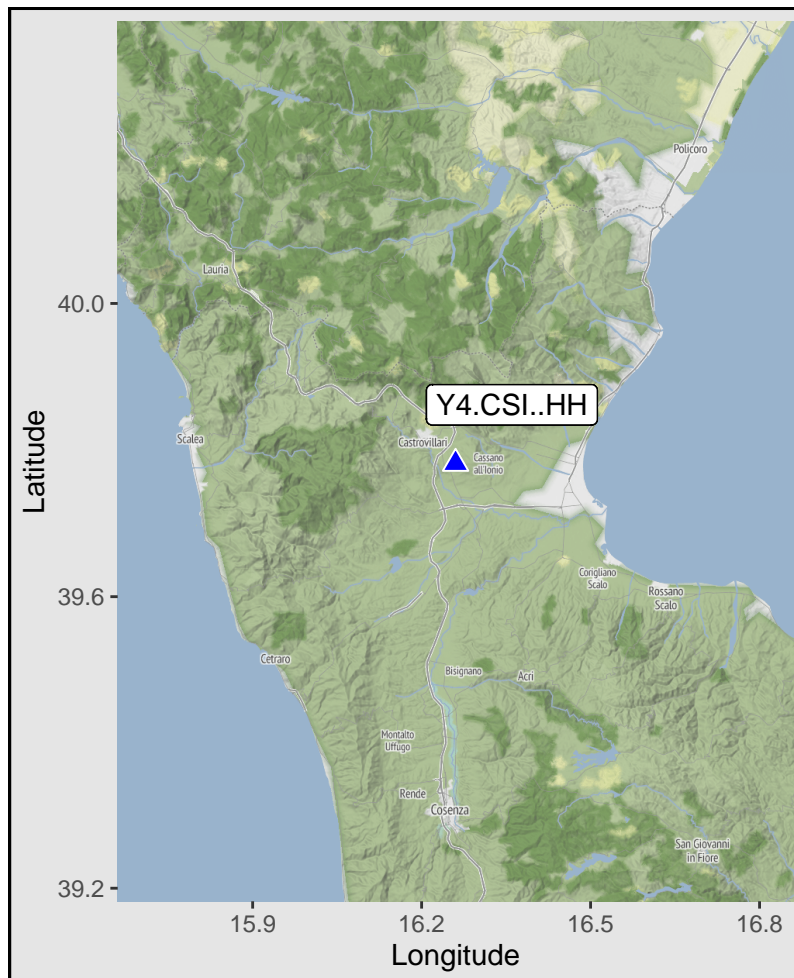 Policoro
Lauria
40.0
Y4.CSI..HH
Scalea
Castrovillari
Cassano
all'Ionio
Latitude
39.6
Corigliano
Scalo
Rossano
Scalo
Cetraro
Bisignano
Acri
Montalto
Uffugo
Rende
Cosenza
San Giovanni
in Fiore
39.2
15.9
16.2
16.5
16.8
Longitude